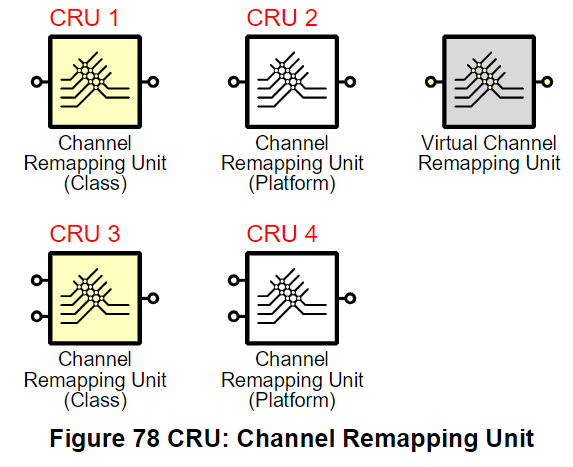 CRU 1
CRU 2
Channel
Remapping Unit
(Class)
Channel
Remapping Unit
(Platform)
Virtual Channel
Remapping Unit
CRU 3
CRU 4
Channel
Remapping Unit
(Class)
Channel
Remapping Unit
(Platform)
Figure 78 CRU: Channel Remapping Unit